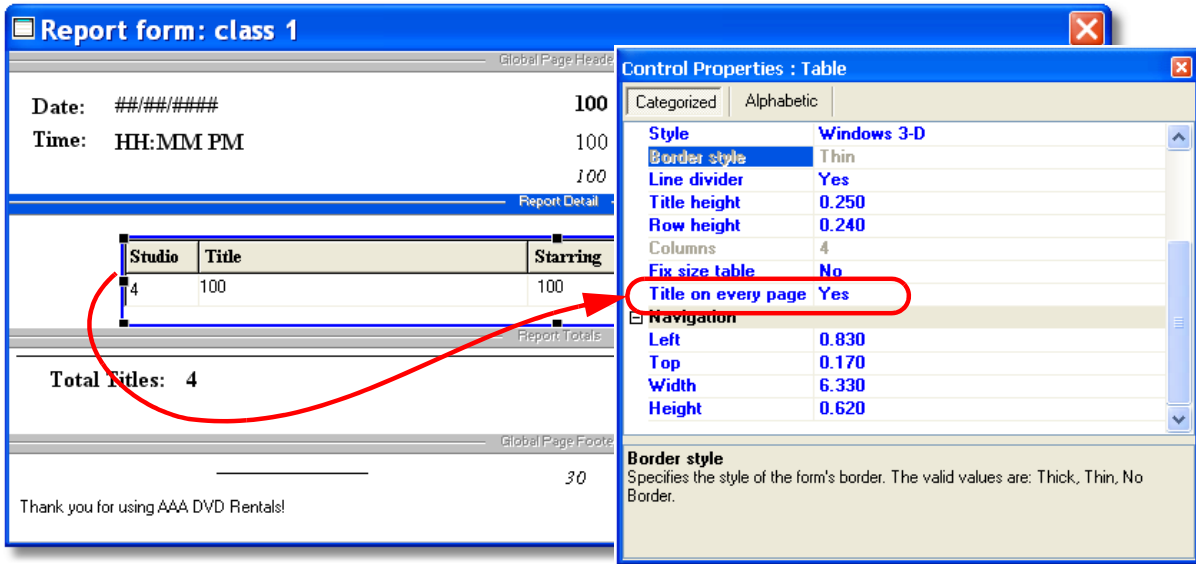 Report form: class 1
Global Page Heade
Date: ##/##/#### 100
Time: HH:MM PM 100
100
Report Detail
Studio Title Starring
4 100 100
Report Totals
Total Titles: 4
Global Page Foote
30
Thank you for using AAA DVD Rentals!
Control Properties : Table
Categorized Alphabetic
Style Windows 3-D
Border style Thin
Line divider Yes
Title height 0.250
Row height 0.240
Columns 4
Fix size table No
Title on every page Yes
Navigation
Left 0.830
Top 0.170
Width 6.330
Height 0.620
Border style
Specifies the style of the form's border. The valid values are: Thick, Thin, No
Border.